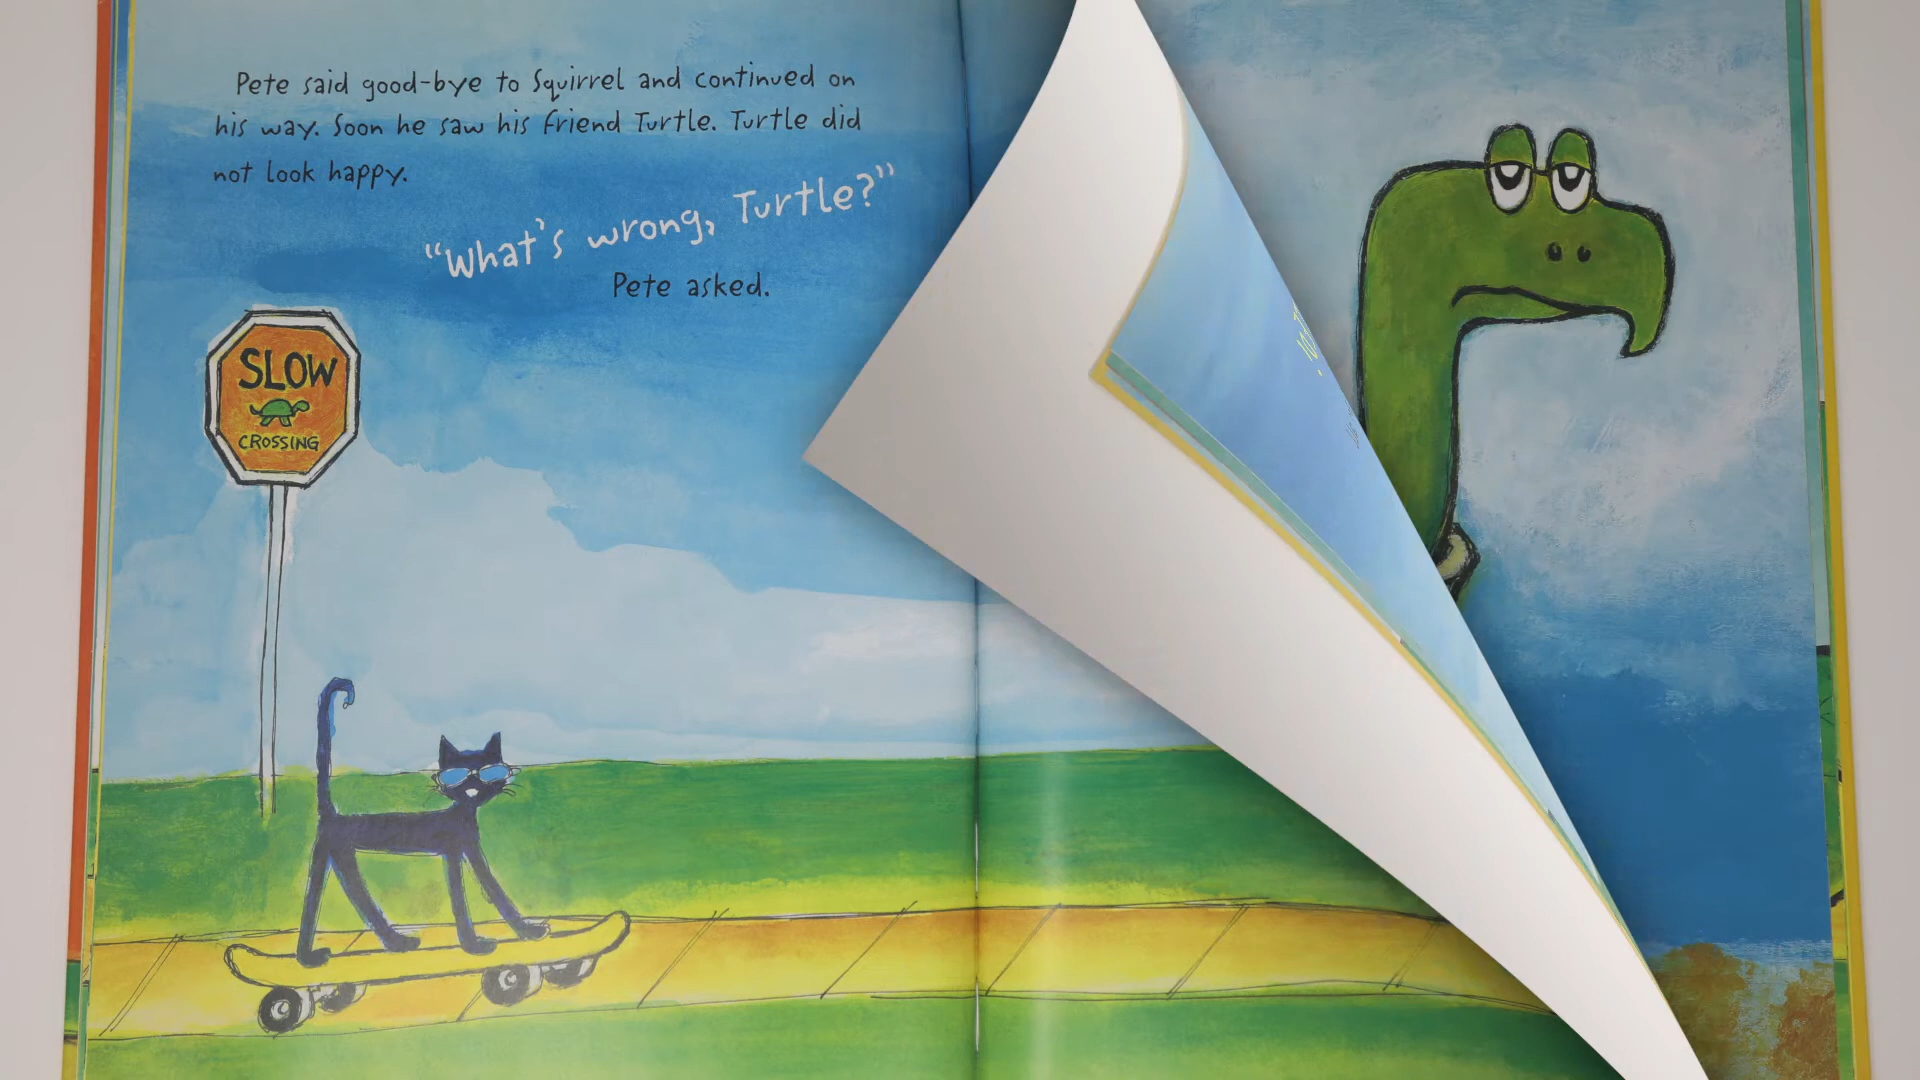 Pete said good-bye to Squirrel and continued on
his way. Soon he saw his friend Turtle. Turtle did
not look happy.
"What's wrong, Turtle?"
Pete asked.
SLOW
CROSSING